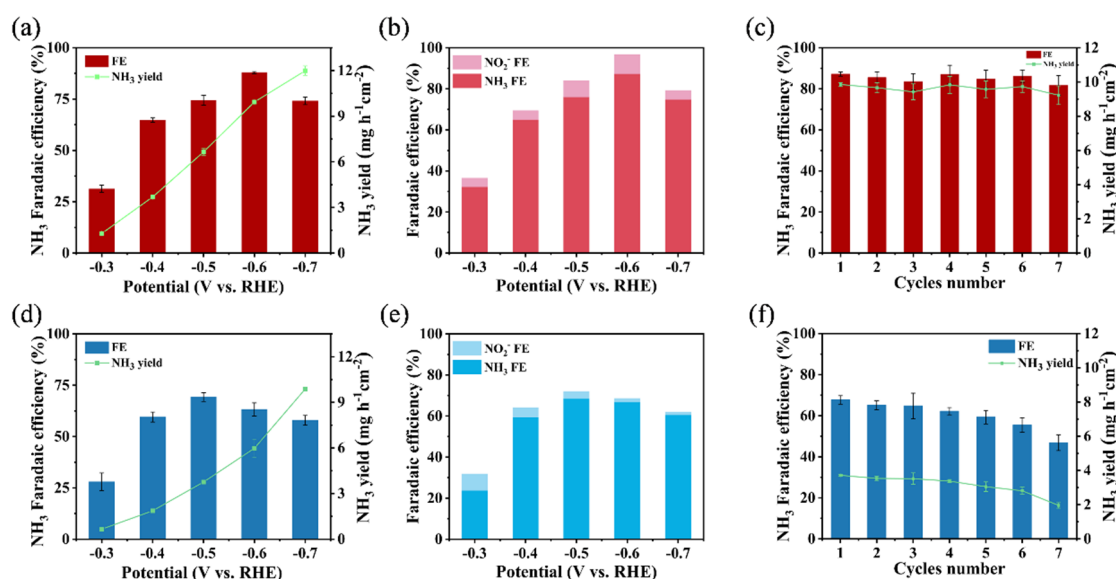 (a)
NH₃ Faradaic efficiency (%)
100
75
50
25
0
FE
NH₃ yield
12
9
6
3
0
NH₃ yield (mg h⁻¹cm⁻²)
-0.3 -0.4 -0.5 -0.6 -0.7
Potential (V vs. RHE)
(b)
Faradaic efficiency (%)
100
80
60
40
20
0
NO₂⁻ FE
NH₃ FE
-0.3 -0.4 -0.5 -0.6 -0.7
Potential (V vs. RHE)
(c)
NH₃ Faradaic efficiency (%)
100
80
60
40
20
0
FE
NH₃ yield
12
10
8
6
4
2
0
NH₃ yield (mg h⁻¹cm⁻²)
1 2 3 4 5 6 7
Cycles number
(d)
NH₃ Faradaic efficiency (%)
100
75
50
25
0
FE
NH₃ yield
12
9
6
3
0
NH₃ yield (mg h⁻¹cm⁻²)
-0.3 -0.4 -0.5 -0.6 -0.7
Potential (V vs. RHE)
(e)
Faradaic efficiency (%)
100
80
60
40
20
0
NO₂⁻ FE
NH₃ FE
-0.3 -0.4 -0.5 -0.6 -0.7
Potential (V vs. RHE)
(f)
NH₃ Faradaic efficiency (%)
100
80
60
40
20
0
FE
NH₃ yield
12
10
8
6
4
2
0
NH₃ yield (mg h⁻¹cm⁻²)
1 2 3 4 5 6 7
Cycles number